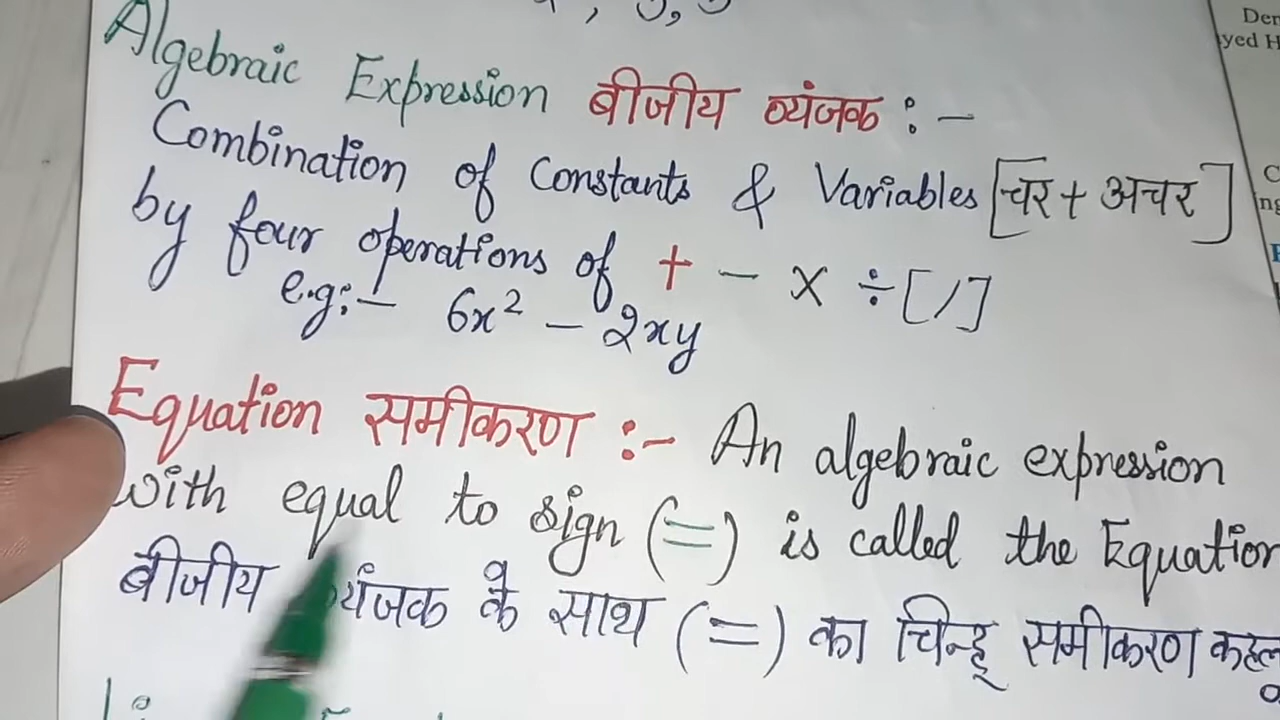 Algebraic Expression बीजीय व्यंजक :-
Combination of Constants & Variables [चर + अचर]
by four operations of + - × ÷ [/]
e.g:- 6x² - 2xy
Equation समीकरण :- An algebraic expression
with equal to sign (=) is called the Equation
बीजीय व्यंजक के साथ (=) का चिन्ह समीकरण